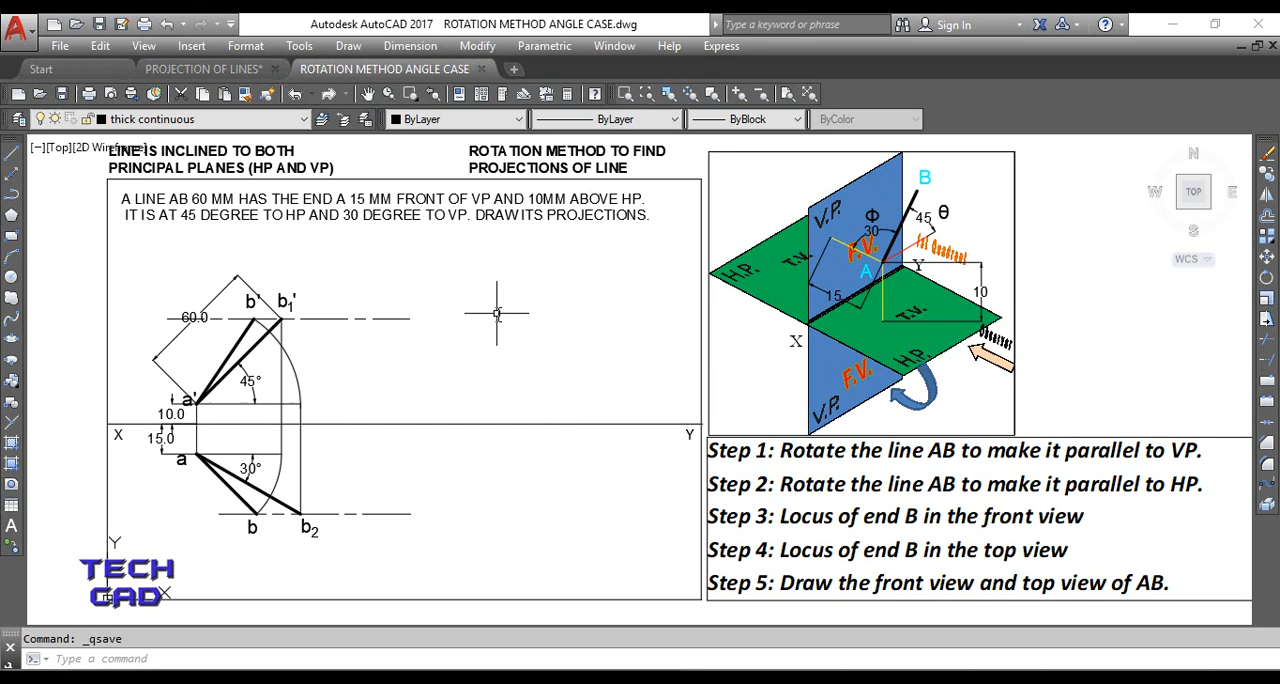 Autodesk AutoCAD 2017 ROTATION METHOD ANGLE CASE.dwg
Type a keyword or phrase
Sign In
File Edit View Insert Format Tools Draw Dimension Modify Parametric Window Help Express
Start
PROJECTION OF LINES*
ROTATION METHOD ANGLE CASE
thick continuous
ByLayer
ByLayer
ByBlock
ByColor
[−][Top][2D Wireframe]
LINE IS INCLINED TO BOTH
PRINCIPAL PLANES (HP AND VP)
ROTATION METHOD TO FIND
PROJECTIONS OF LINE
A LINE AB 60 MM HAS THE END A 15 MM FRONT OF VP AND 10MM ABOVE HP.
IT IS AT 45 DEGREE TO HP AND 30 DEGREE TO VP. DRAW ITS PROJECTIONS.
b' b1'
60.0
45°
a'
10.0
X Y
15.0
a
30°
b b2
Y
X
TECH
CAD
B
V.P.
Φ
45 θ
30
F.V.
1st Quadrant
H.P.
T.V.
A
Y
15
10
T.V.
X
H.P.
Observer
F.V.
V.P.
N
W TOP E
S
WCS
Step 1: Rotate the line AB to make it parallel to VP.
Step 2: Rotate the line AB to make it parallel to HP.
Step 3: Locus of end B in the front view
Step 4: Locus of end B in the top view
Step 5: Draw the front view and top view of AB.
Command: _qsave
Type a command